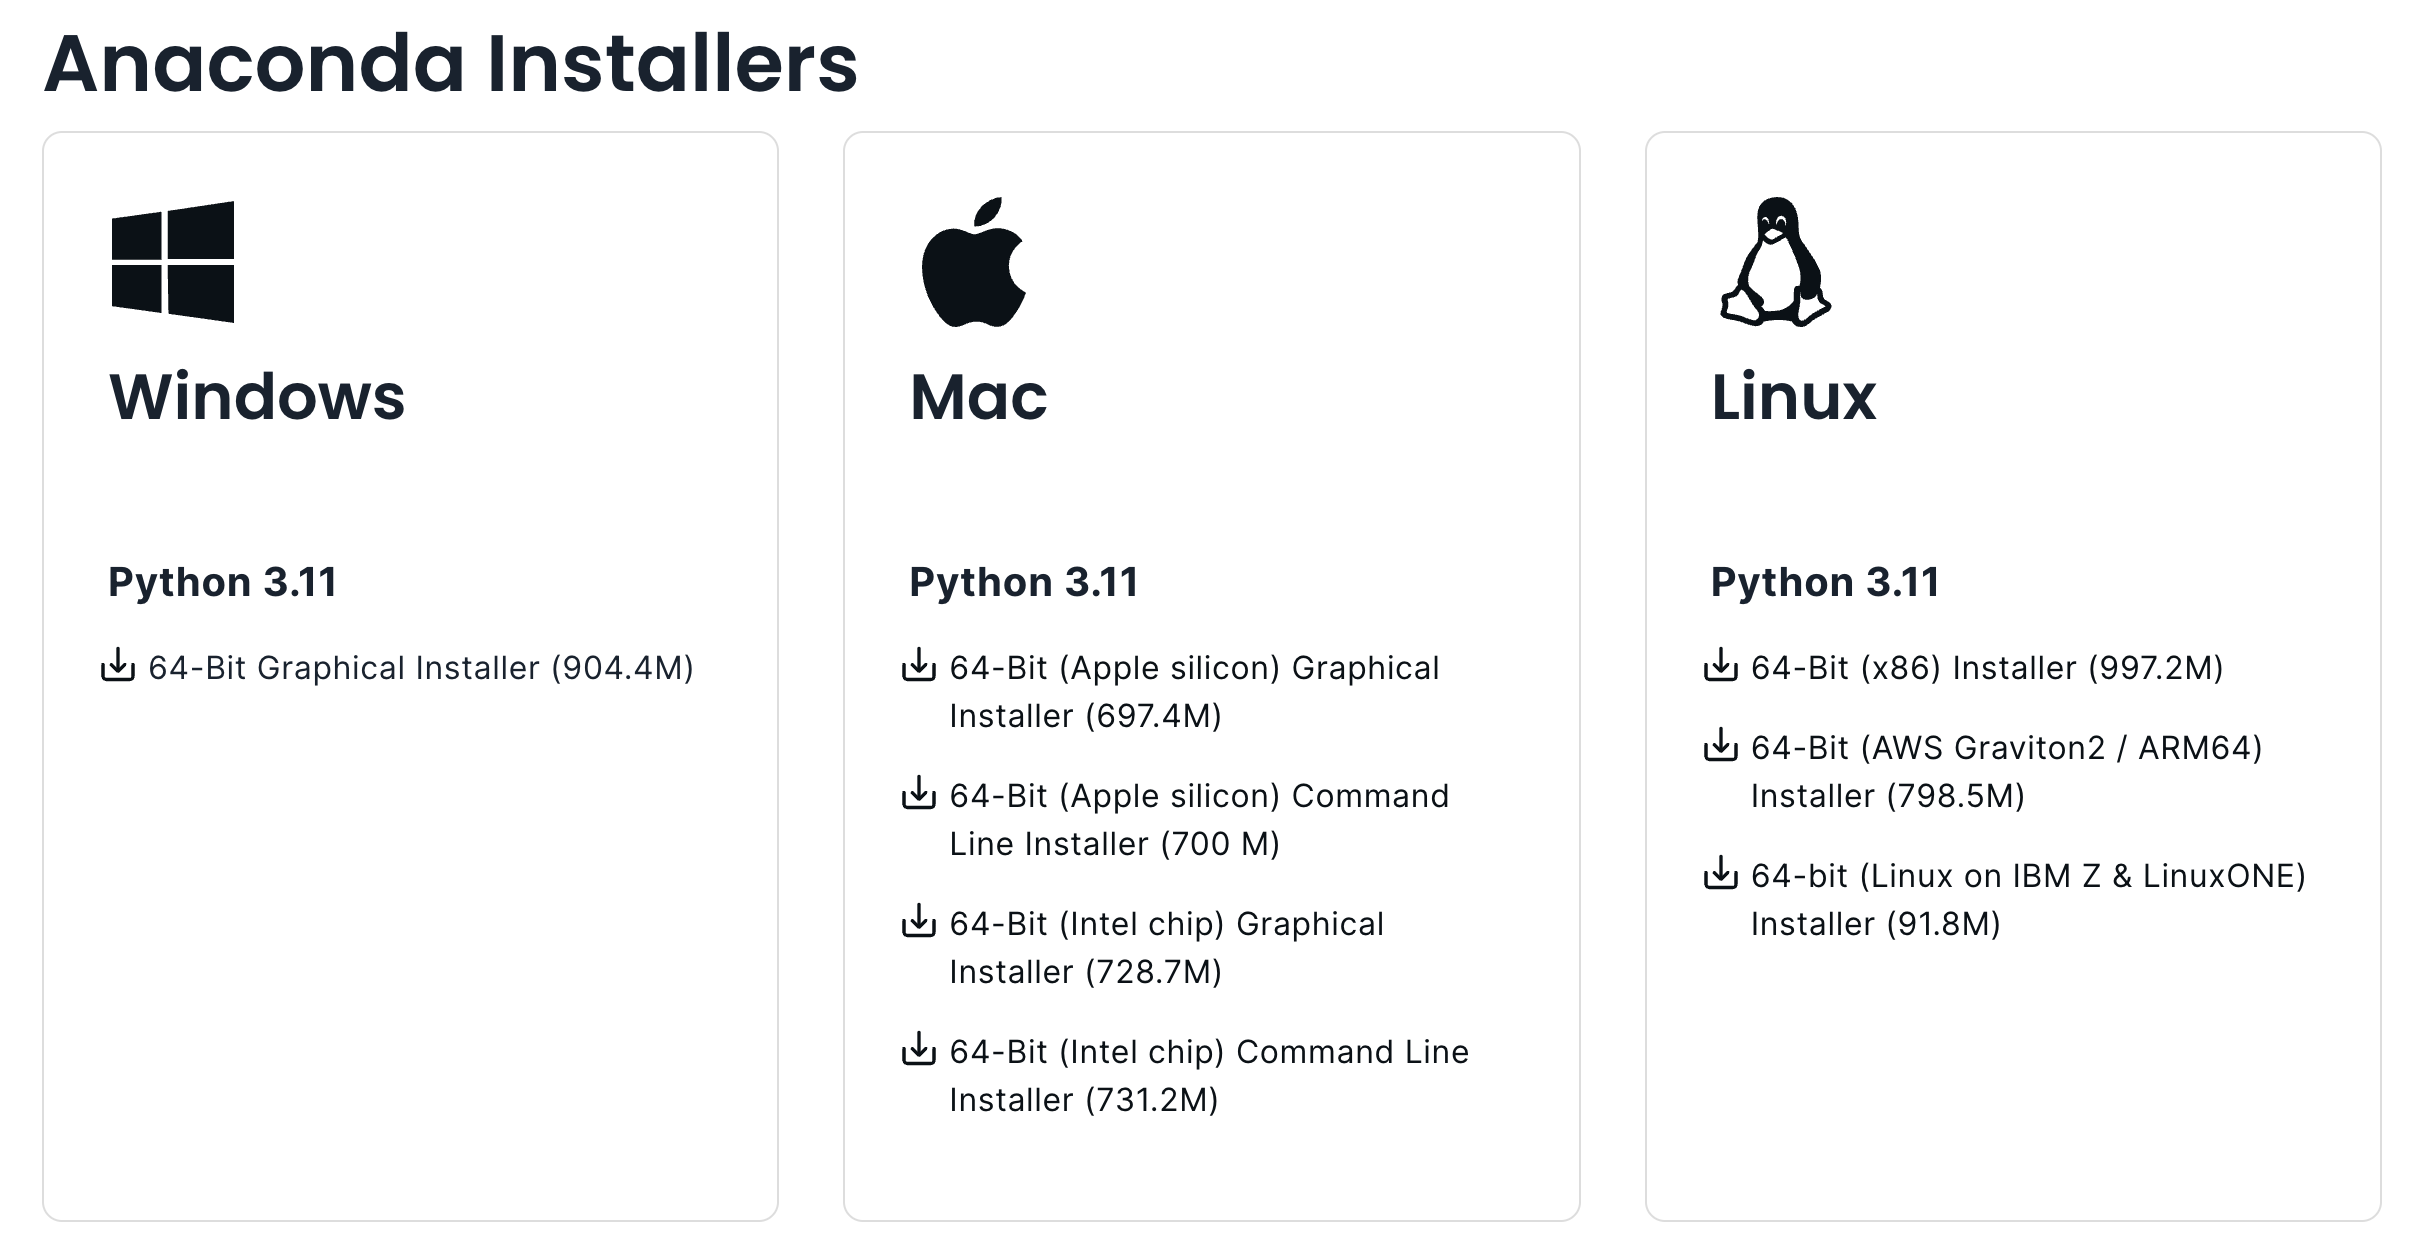 Anaconda Installers
Windows
Python 3.11
64-Bit Graphical Installer (904.4M)
Mac
Python 3.11
64-Bit (Apple silicon) Graphical
Installer (697.4M)
64-Bit (Apple silicon) Command
Line Installer (700 M)
64-Bit (Intel chip) Graphical
Installer (728.7M)
64-Bit (Intel chip) Command Line
Installer (731.2M)
Linux
Python 3.11
64-Bit (x86) Installer (997.2M)
64-Bit (AWS Graviton2 / ARM64)
Installer (798.5M)
64-bit (Linux on IBM Z & LinuxONE)
Installer (91.8M)